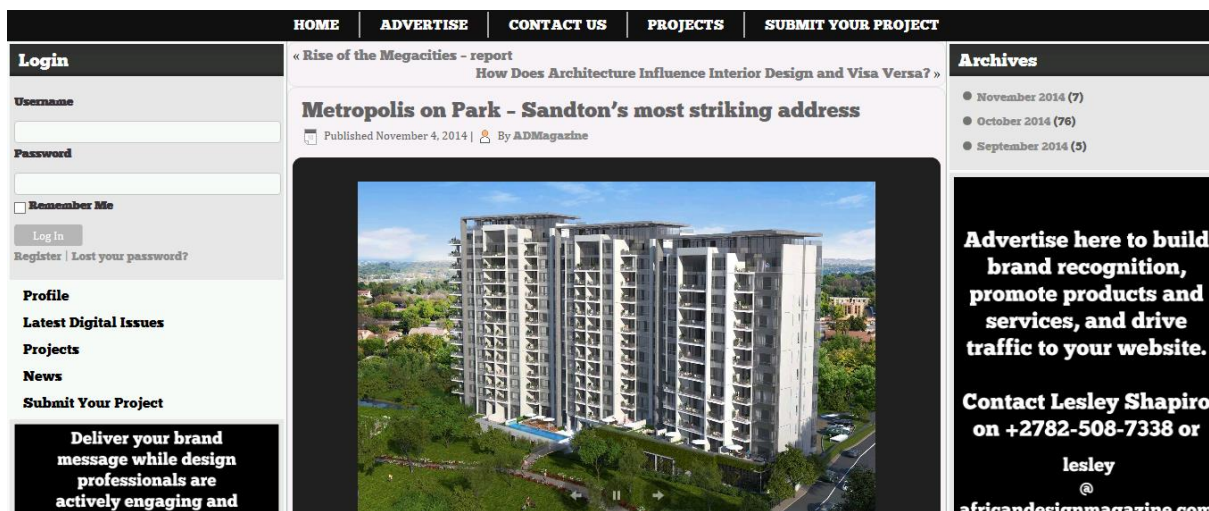 HOME
ADVERTISE
CONTACT US
PROJECTS
SUBMIT YOUR PROJECT
Login
Username
Password
Remember Me
Log In
Register | Lost your password?
Profile
Latest Digital Issues
Projects
News
Submit Your Project
Deliver your brand
message while design
professionals are
actively engaging and
« Rise of the Megacities – report
How Does Architecture Influence Interior Design and Visa Versa? »
Metropolis on Park – Sandton's most striking address
Published November 4, 2014 | By ADMagazine
Archives
November 2014 (7)
October 2014 (76)
September 2014 (5)
Advertise here to build
brand recognition,
promote products and
services, and drive
traffic to your website.
Contact Lesley Shapiro
on +2782-508-7338 or
lesley
@
africandesignmagazine.com